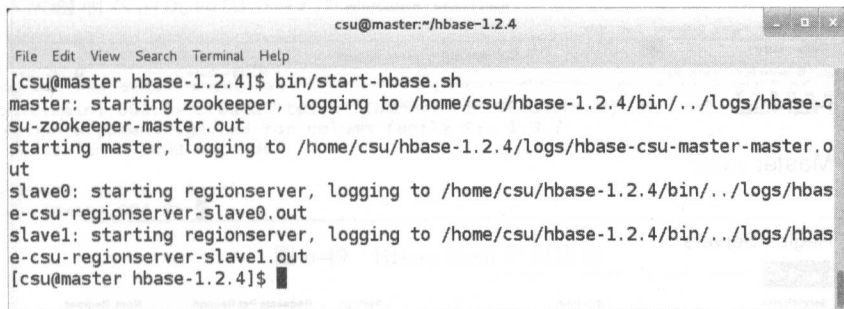 csu@master:~/hbase-1.2.4
File Edit View Search Terminal Help
[csu@master hbase-1.2.4]$ bin/start-hbase.sh
master: starting zookeeper, logging to /home/csu/hbase-1.2.4/bin/../logs/hbase-c
su-zookeeper-master.out
starting master, logging to /home/csu/hbase-1.2.4/logs/hbase-csu-master-master.o
ut
slave0: starting regionserver, logging to /home/csu/hbase-1.2.4/bin/../logs/hbas
e-csu-regionserver-slave0.out
slave1: starting regionserver, logging to /home/csu/hbase-1.2.4/bin/../logs/hbas
e-csu-regionserver-slave1.out
[csu@master hbase-1.2.4]$